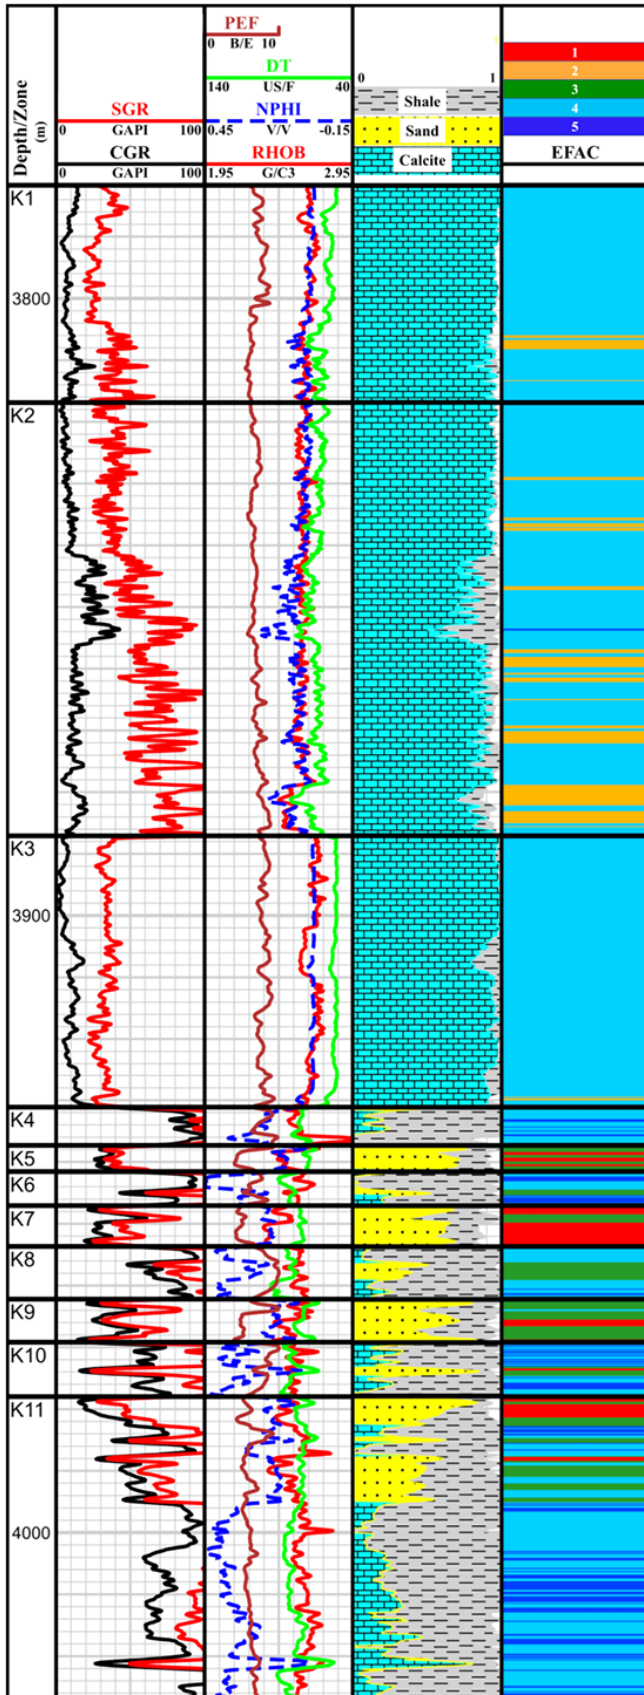 Depth/Zone
(m)
SGR
0 GAPI 100
CGR
0 GAPI 100
PEF
0 B/E 10
DT
140 US/F 40
NPHI
0.45 V/V -0.15
RHOB
1.95 G/C3 2.95
0 1
Shale
Sand
Calcite
1
2
3
4
5
EFAC
K1
3800
K2
K3
3900
K4
K5
K6
K7
K8
K9
K10
K11
4000